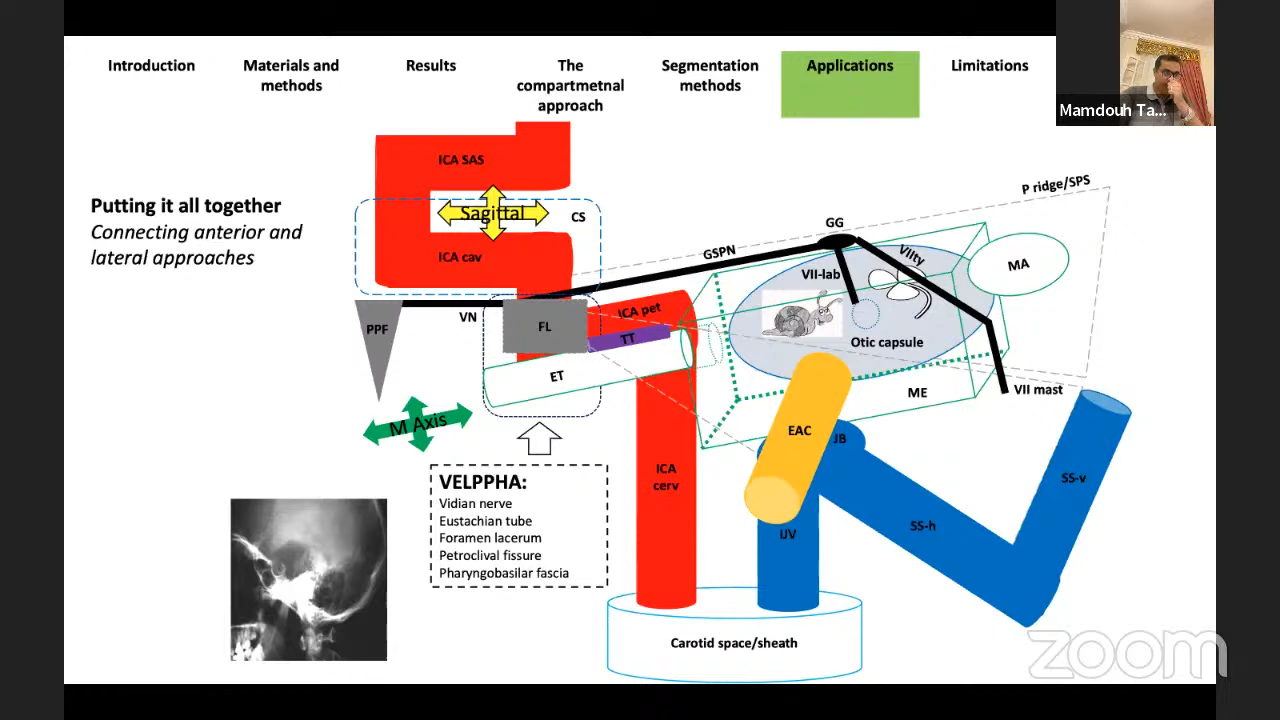 Introduction
Materials and
methods
Results
The
compartmetnal
approach
Segmentation
methods
Applications
Limitations
Mamdouh Ta...
Putting it all together
Connecting anterior and
lateral approaches
ICA SAS
Sagittal
CS
ICA cav
P ridge/SPS
GG
GSPN
VIIty
VII-lab
MA
PPF
VN
FL
ICA pet
TT
Otic capsule
ET
ME
VII mast
M Axis
EAC
JB
ICA
cerv
SS-v
SS-h
IJV
VELPPHA:
Vidian nerve
Eustachian tube
Foramen lacerum
Petroclival fissure
Pharyngobasilar fascia
Carotid space/sheath
zoom